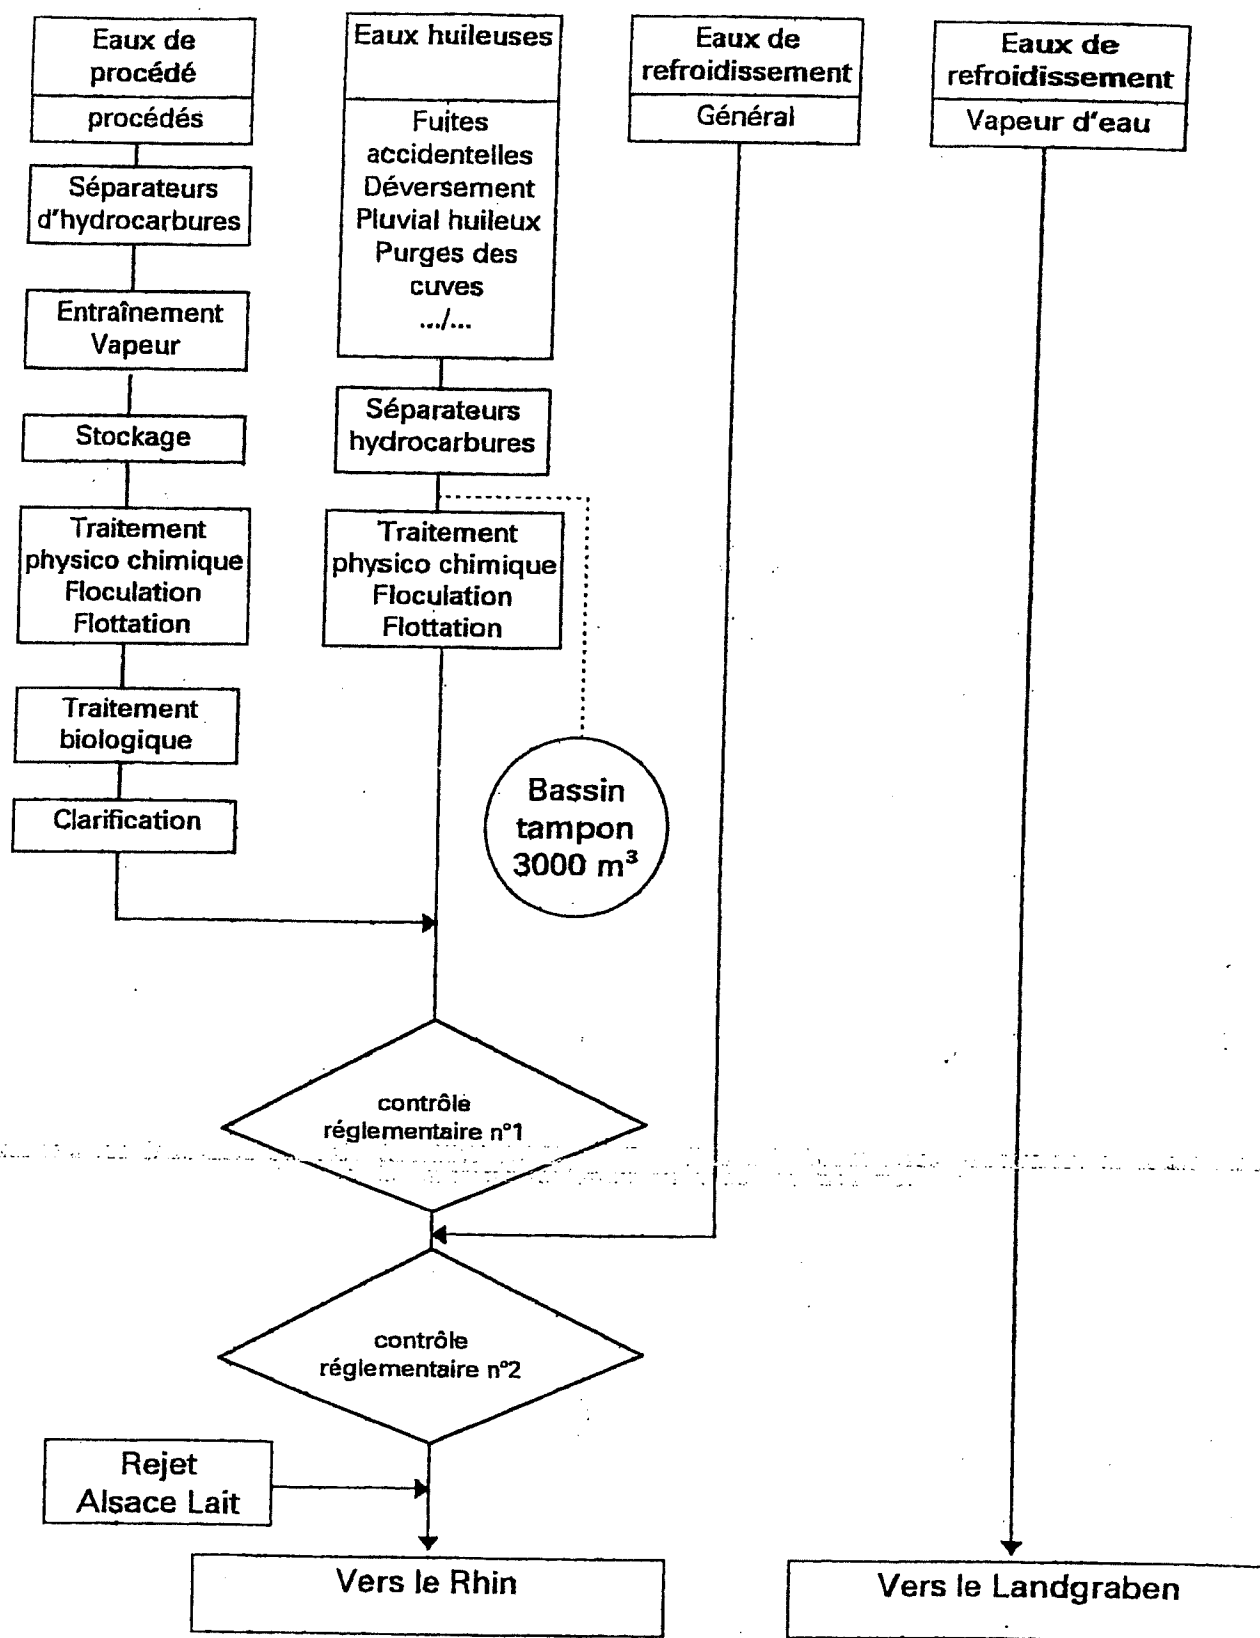 Eaux de
procédé
procédés
Séparateurs
d'hydrocarbures
Entraînement
Vapeur
Stockage
Traitement
physico chimique
Floculation
Flottation
Traitement
biologique
Clarification
Eaux huileuses
Fuites
accidentelles
Déversement
Pluvial huileux
Purges des
cuves
.../...
Séparateurs
hydrocarbures
Traitement
physico chimique
Floculation
Flottation
Bassin
tampon
3000 m³
Eaux de
refroidissement
Général
Eaux de
refroidissement
Vapeur d'eau
contrôle
réglementaire n°1
contrôle
réglementaire n°2
Rejet
Alsace Lait
Vers le Rhin
Vers le Landgraben